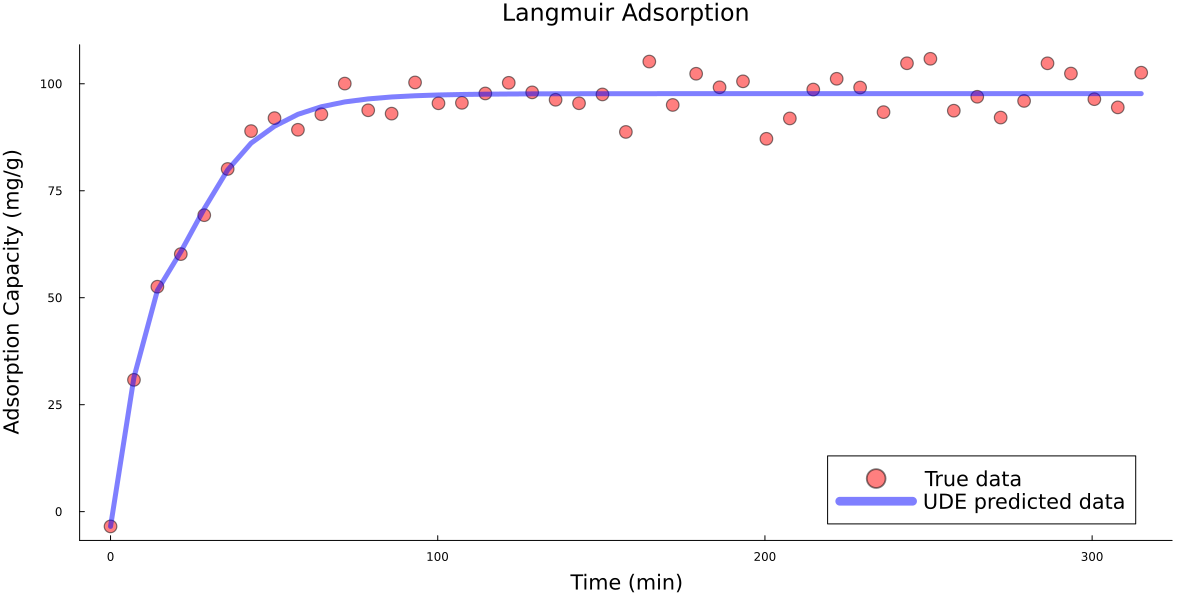 Langmuir Adsorption
Adsorption Capacity (mg/g)
100
75
50
25
0
0 100 200 300
Time (min)
True data
UDE predicted data